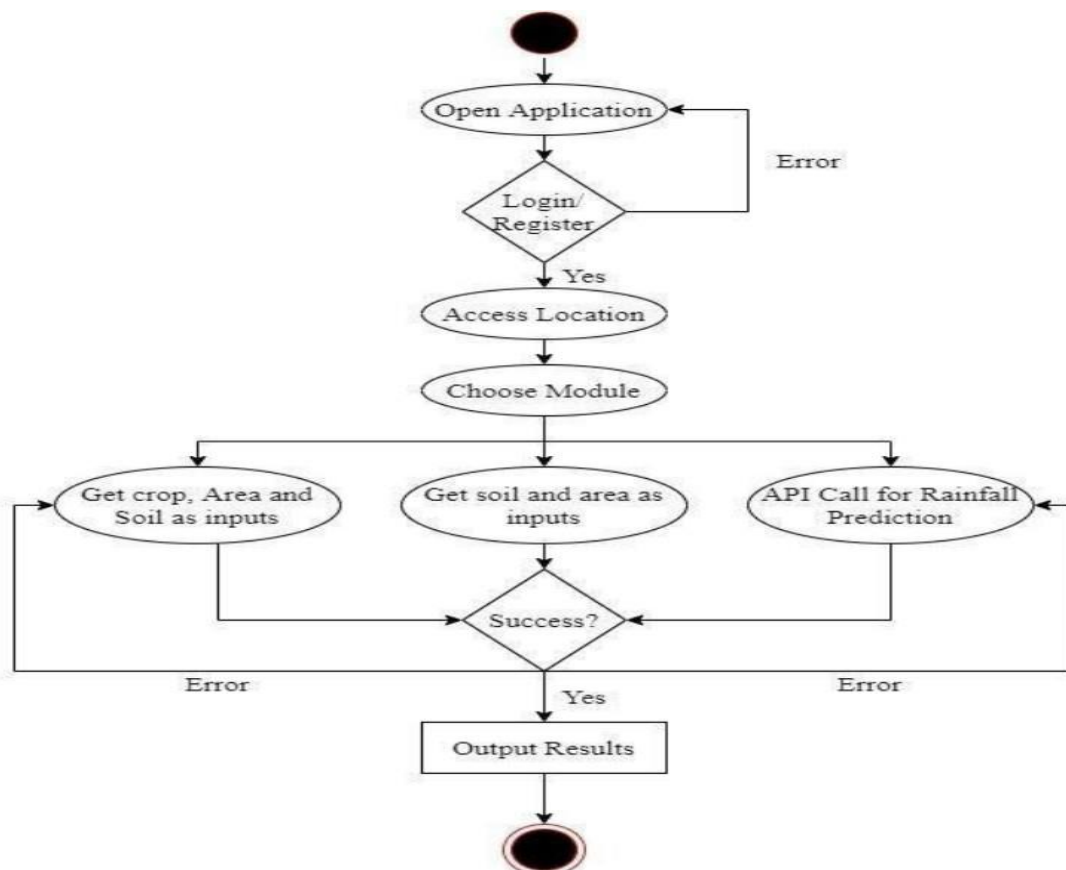 Open Application
Error
Login/
Register
Yes
Access Location
Choose Module
Get crop, Area and
Soil as inputs
Get soil and area as
inputs
API Call for Rainfall
Prediction
Success?
Error
Error
Yes
Output Results